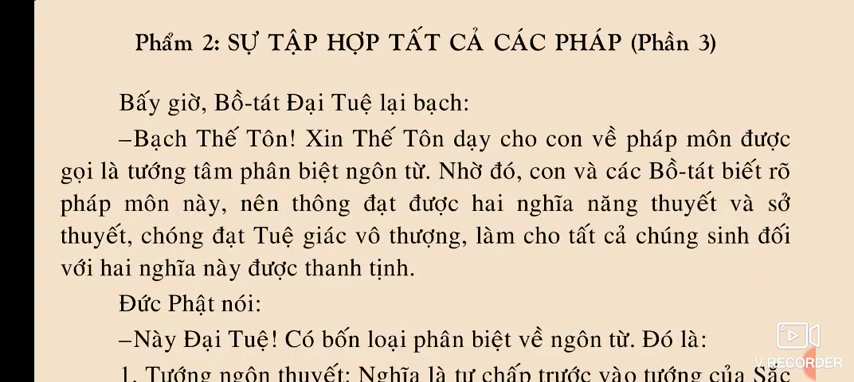 Phẩm 2: SỰ TẬP HỢP TẤT CẢ CÁC PHÁP (Phần 3)
Bấy giờ, Bồ-tát Đại Tuệ lại bạch:
–Bạch Thế Tôn! Xin Thế Tôn dạy cho con về pháp môn được
gọi là tướng tâm phân biệt ngôn từ. Nhờ đó, con và các Bồ-tát biết rõ
pháp môn này, nên thông đạt được hai nghĩa năng thuyết và sở
thuyết, chóng đạt Tuệ giác vô thượng, làm cho tất cả chúng sinh đối
với hai nghĩa này được thanh tịnh.
Đức Phật nói:
–Này Đại Tuệ! Có bốn loại phân biệt về ngôn từ. Đó là:
1. Tướng ngôn thuyết: Nghĩa là tự chấp trước vào tướng của Sắc
V.RECORDER